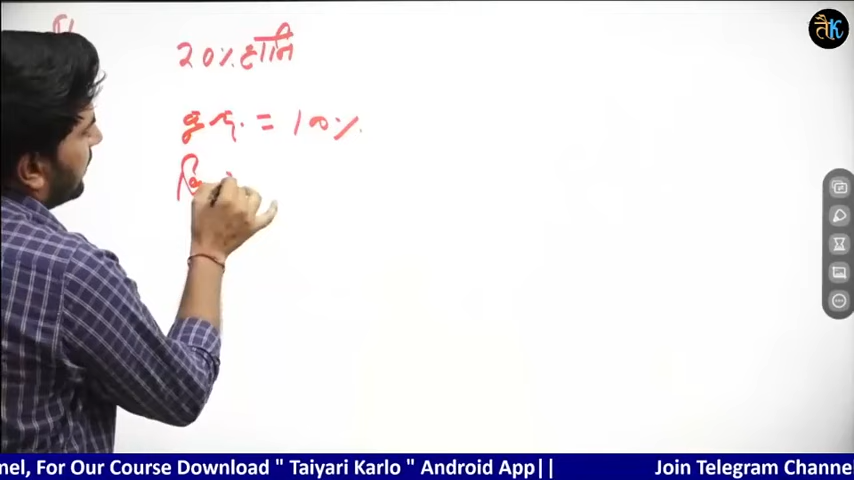 तैK
20% हानि
क्रू मू. = 100%
वि
nel, For Our Course Download " Taiyari Karlo " Android App|| Join Telegram Channe